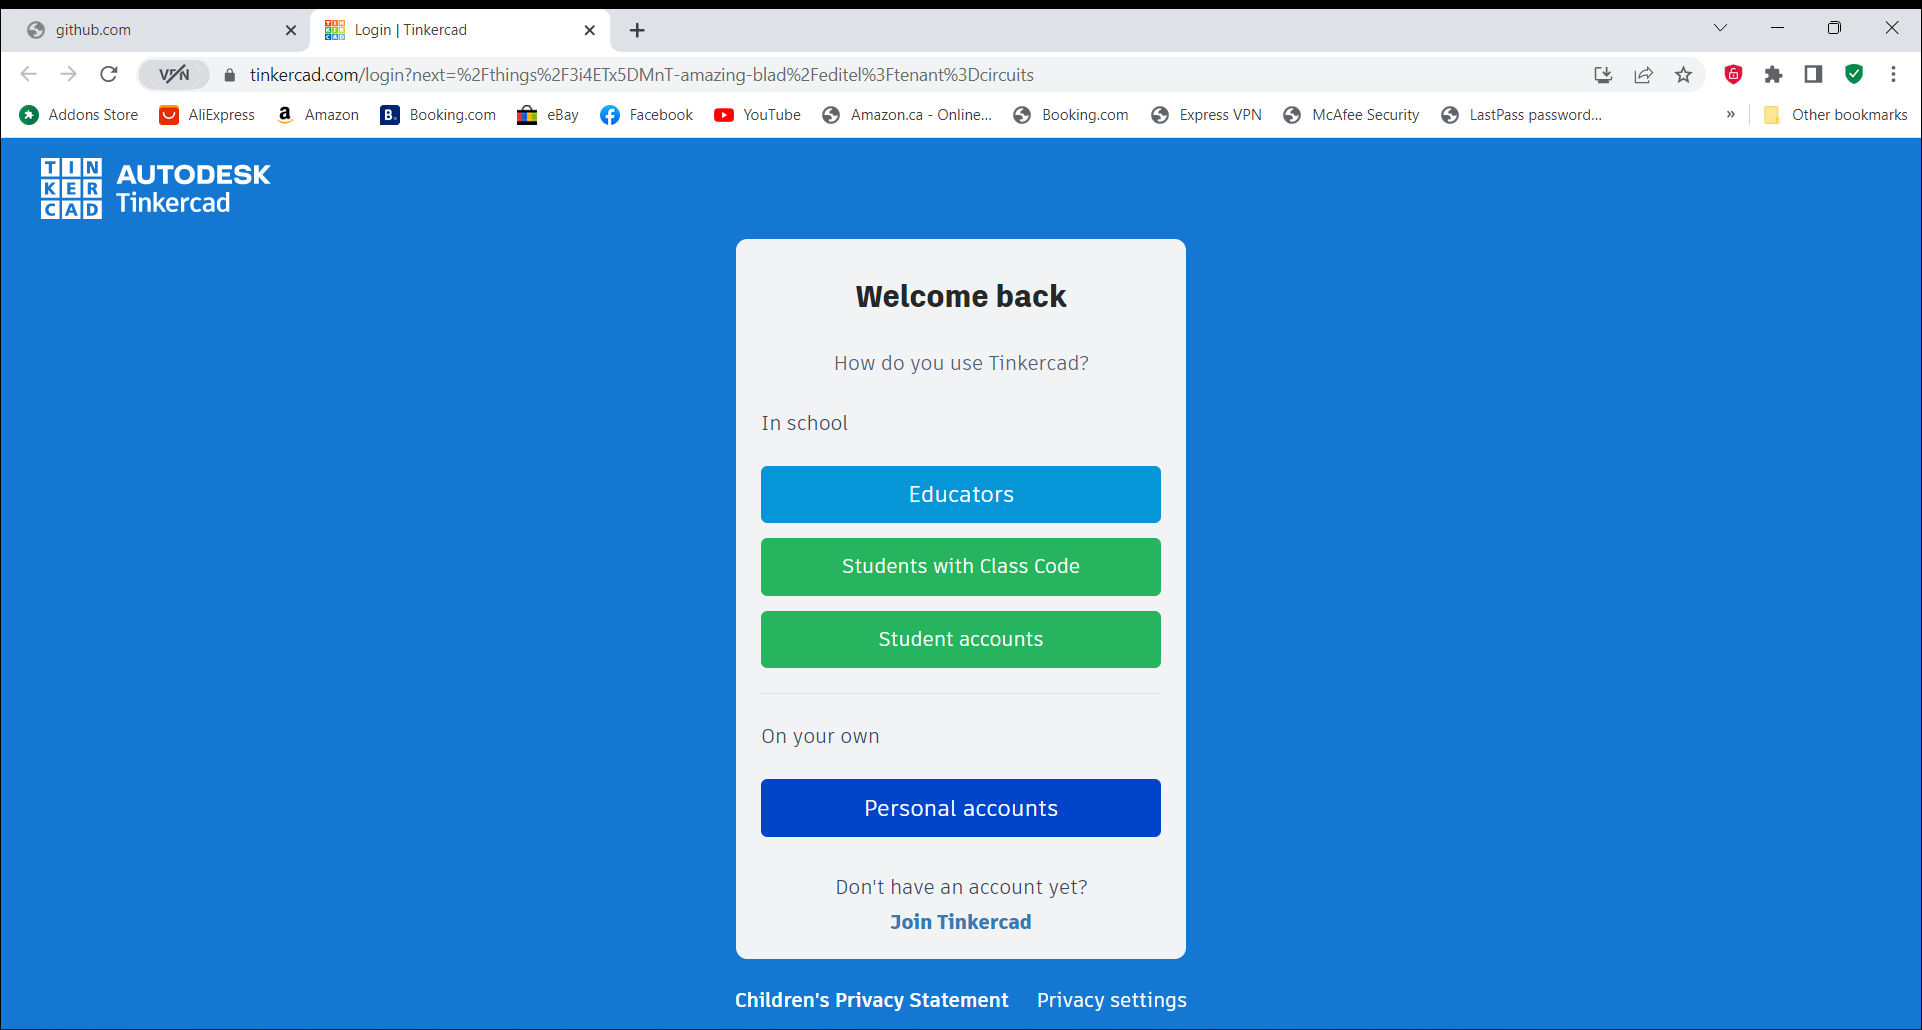 github.com
Login | Tinkercad
VPN
tinkercad.com/login?next=%2Fthings%2F3i4ETx5DMnT-amazing-blad%2Feditel%3Ftenant%3Dcircuits
Addons Store AliExpress Amazon Booking.com eBay Facebook YouTube Amazon.ca - Online... Booking.com Express VPN McAfee Security LastPass password... » Other bookmarks
TIN
KER
CAD
AUTODESK
Tinkercad
Welcome back
How do you use Tinkercad?
In school
Educators
Students with Class Code
Student accounts
On your own
Personal accounts
Don't have an account yet?
Join Tinkercad
Children's Privacy Statement Privacy settings